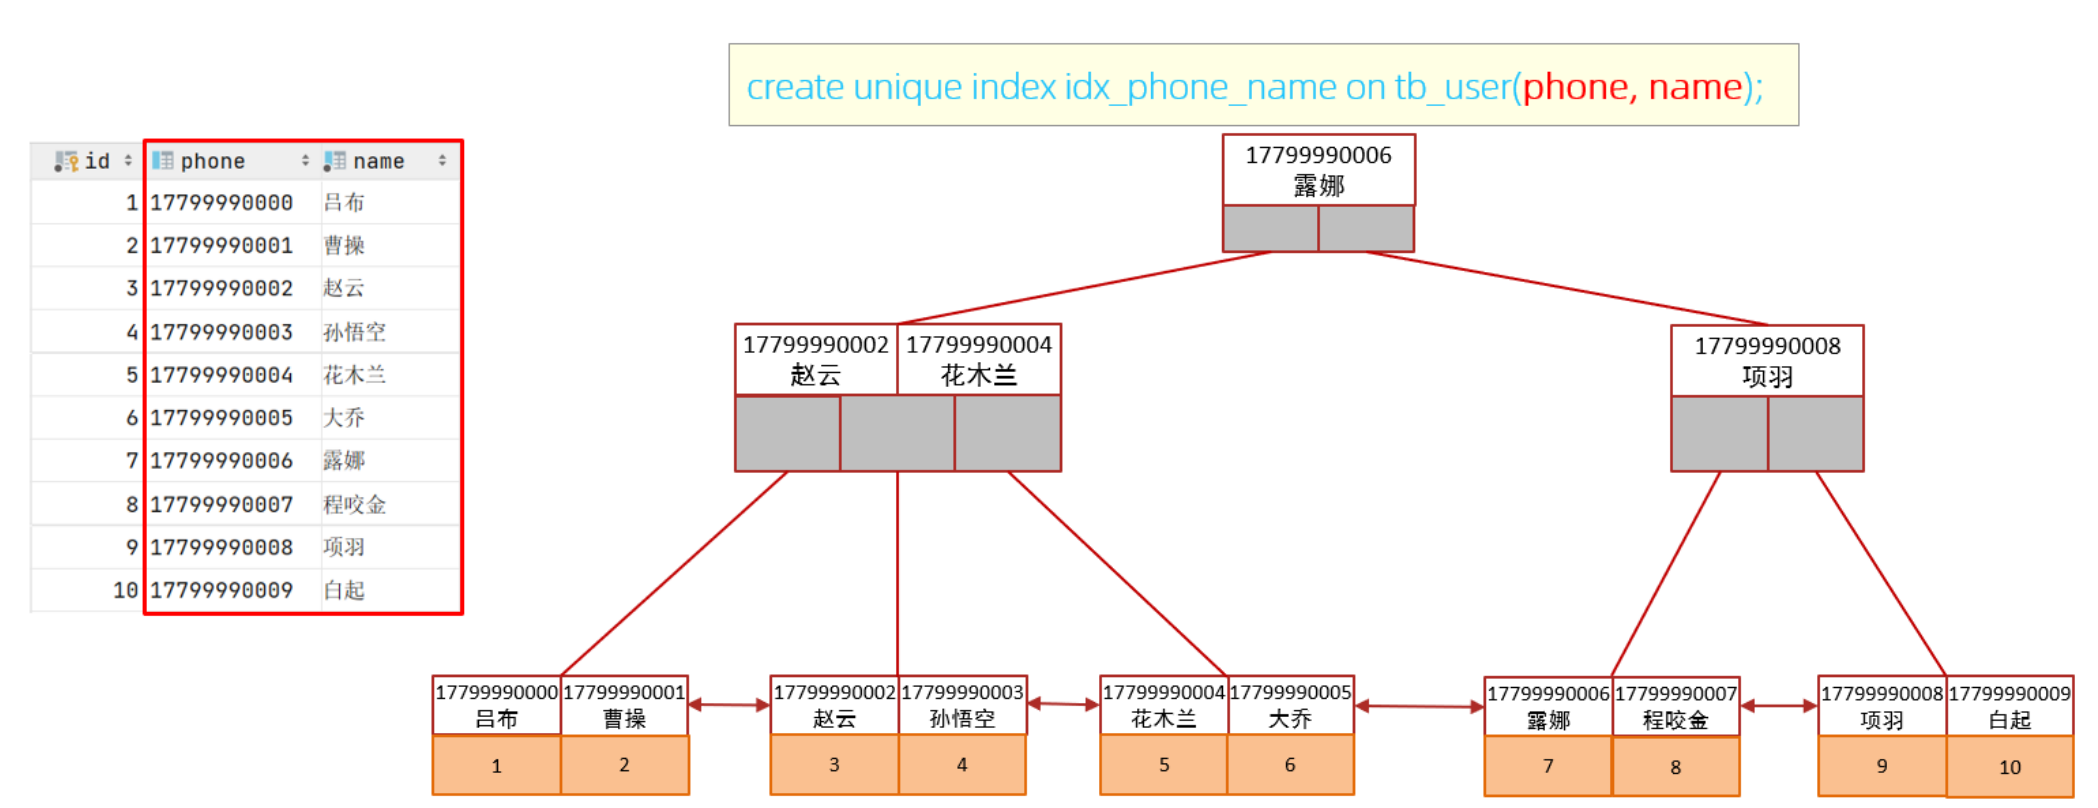 create unique index idx_phone_name on tb_user(phone, name);
id phone name
1 17799990000 吕布
2 17799990001 曹操
3 17799990002 赵云
4 17799990003 孙悟空
5 17799990004 花木兰
6 17799990005 大乔
7 17799990006 露娜
8 17799990007 程咬金
9 17799990008 项羽
10 17799990009 白起
17799990006
露娜
17799990002 17799990004
赵云 花木兰
17799990008
项羽
17799990000 17799990001 17799990002 17799990003 17799990004 17799990005 17799990006 17799990007 17799990008 17799990009
吕布 曹操 赵云 孙悟空 花木兰 大乔 露娜 程咬金 项羽 白起
1 2 3 4 5 6 7 8 9 10